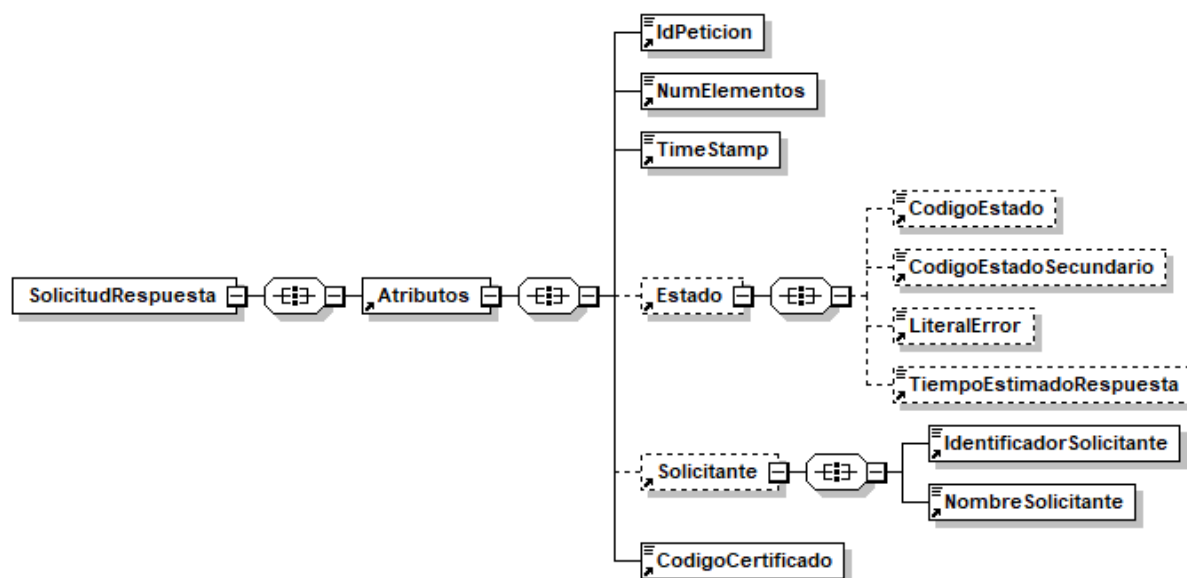 IdPeticion
NumElementos
TimeStamp
CodigoEstado
CodigoEstadoSecundario
SolicitudRespuesta
Atributos
Estado
LiteralError
TiempoEstimadoRespuesta
IdentificadorSolicitante
Solicitante
NombreSolicitante
CodigoCertificado